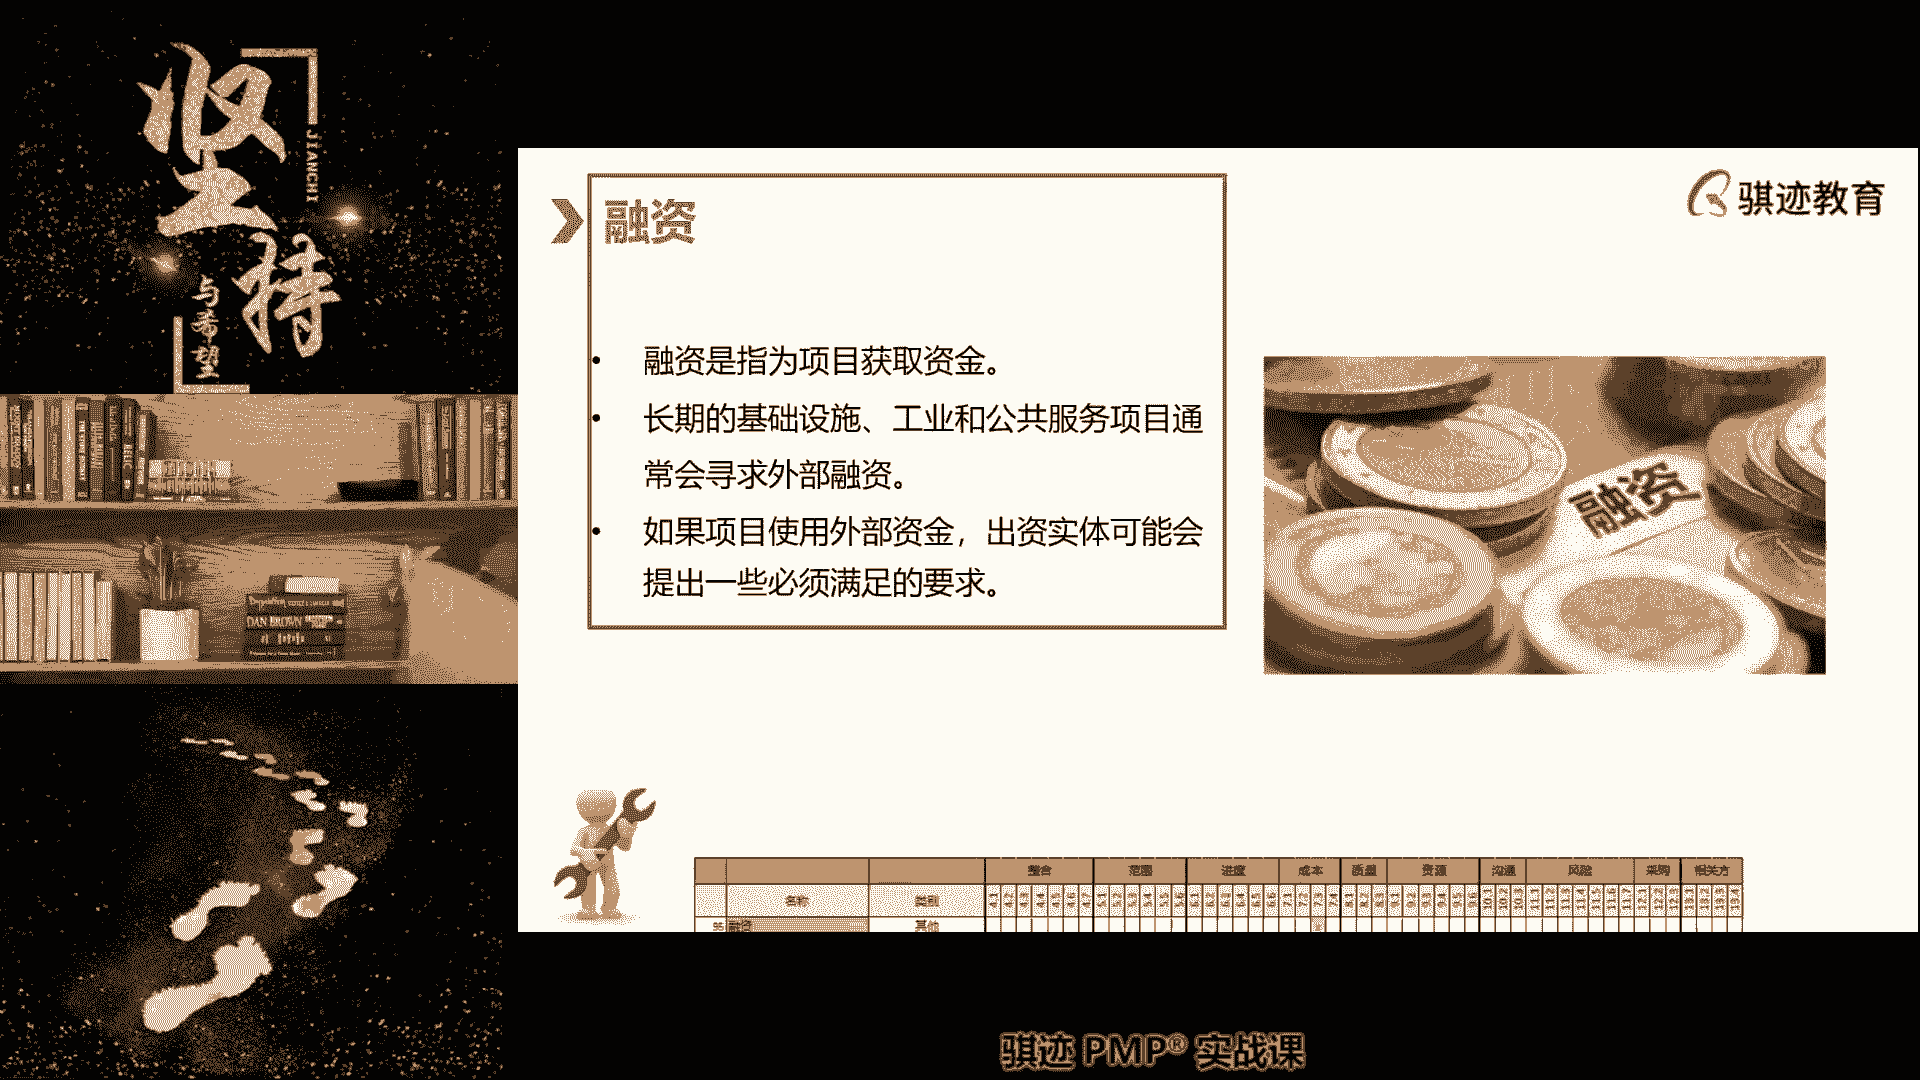 坚
持
JIANCHI
与希望
DAN BROWN
融资
骐迹教育
• 融资是指为项目获取资金。
• 长期的基础设施、工业和公共服务项目通
常会寻求外部融资。
• 如果项目使用外部资金，出资实体可能会
提出一些必须满足的要求。
融资
整合 范围 进度 成本 质量 资源 沟通 风险 采购 相关方
名称 类别
95 融资 其他
骐迹 PMP® 实战课